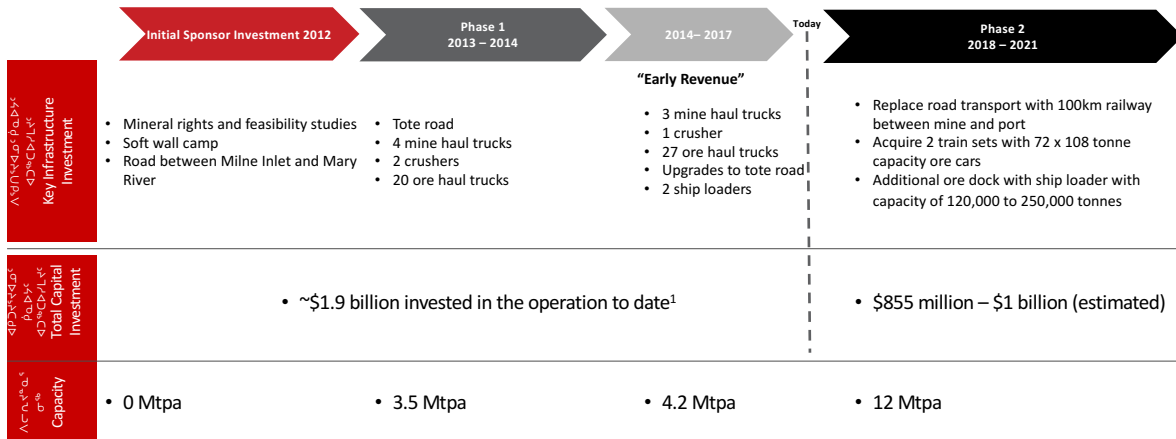 Initial Sponsor Investment 2012
Phase 1
2013 – 2014
2014– 2017
Today
Phase 2
2018 – 2021
Key Infrastructure
Investment
• Mineral rights and feasibility studies
• Soft wall camp
• Road between Milne Inlet and Mary
River
• Tote road
• 4 mine haul trucks
• 2 crushers
• 20 ore haul trucks
“Early Revenue”
• 3 mine haul trucks
• 1 crusher
• 27 ore haul trucks
• Upgrades to tote road
• 2 ship loaders
• Replace road transport with 100km railway
between mine and port
• Acquire 2 train sets with 72 x 108 tonne
capacity ore cars
• Additional ore dock with ship loader with
capacity of 120,000 to 250,000 tonnes
Total Capital
Investment
• ~$1.9 billion invested in the operation to date¹
• $855 million – $1 billion (estimated)
Capacity
• 0 Mtpa
• 3.5 Mtpa
• 4.2 Mtpa
• 12 Mtpa